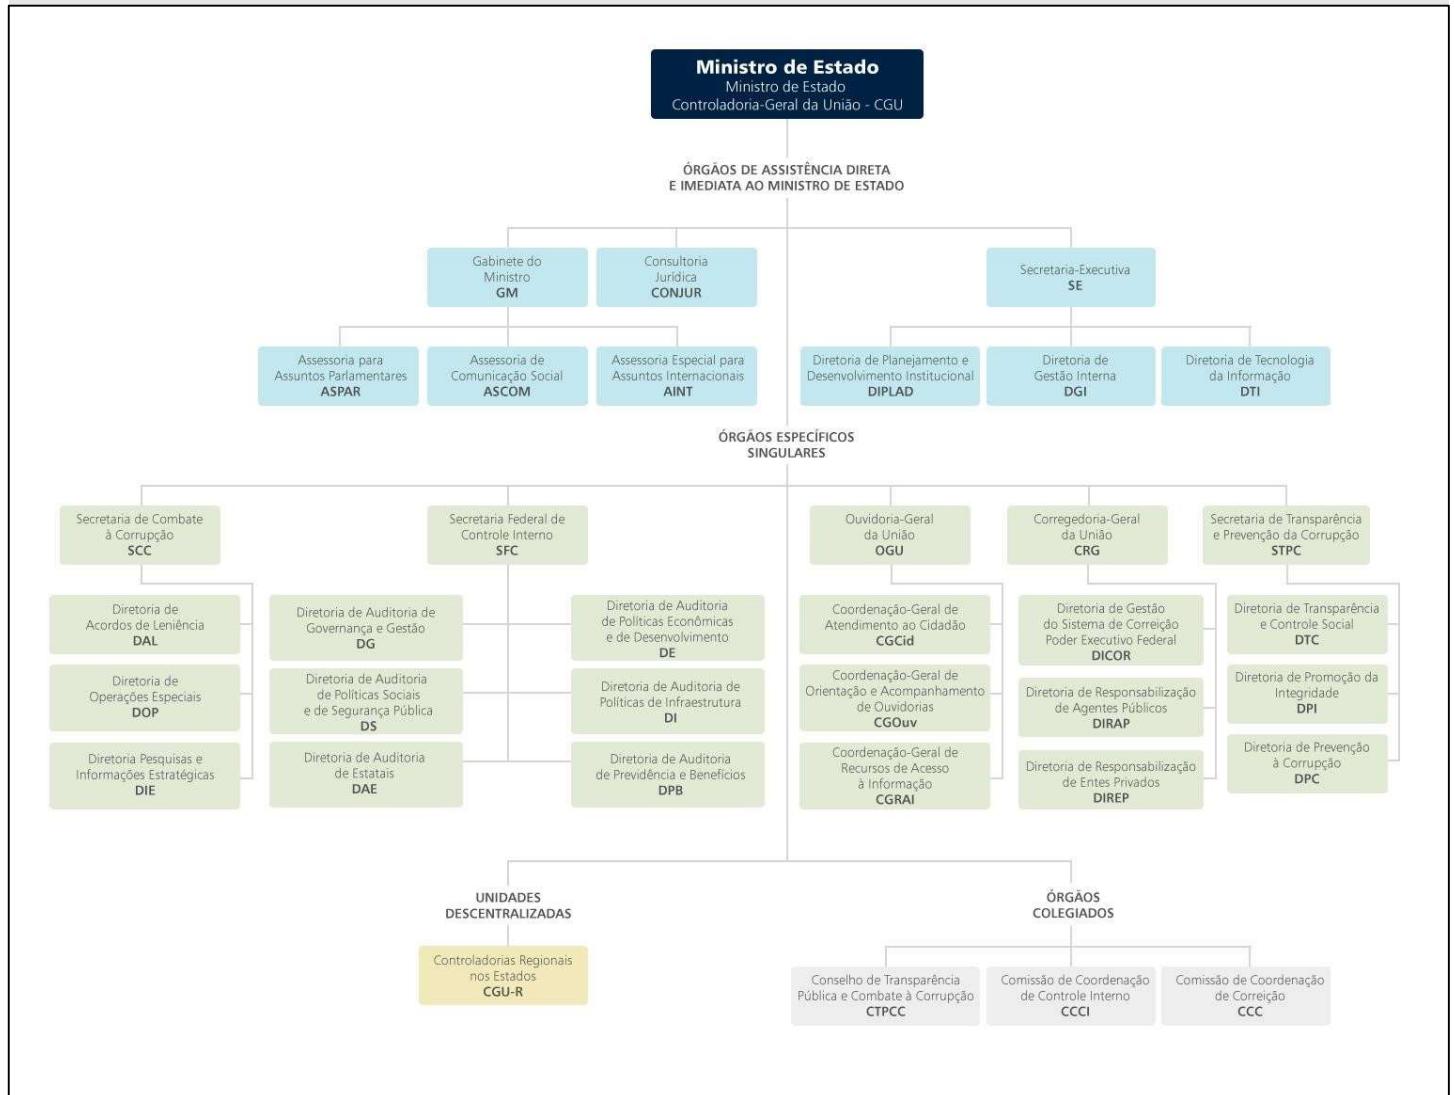 Ministro de Estado
Ministro de Estado
Controladoria-Geral da União - CGU
ÓRGÃOS DE ASSISTÊNCIA DIRETA
E IMEDIATA AO MINISTRO DE ESTADO
Gabinete do
Ministro
GM
Consultoria
Jurídica
CONJUR
Secretaria-Executiva
SE
Assessoria para
Assuntos Parlamentares
ASPAR
Assessoria de
Comunicação Social
ASCOM
Assessoria Especial para
Assuntos Internacionais
AINT
Diretoria de Planejamento e
Desenvolvimento Institucional
DIPLAD
Diretoria de
Gestão Interna
DGI
Diretoria de Tecnologia
da Informação
DTI
ÓRGÃOS ESPECÍFICOS
SINGULARES
Secretaria de Combate
à Corrupção
SCC
Secretaria Federal de
Controle Interno
SFC
Ouvidoria-Geral
da União
OGU
Corregedoria-Geral
da União
CRG
Secretaria de Transparência
e Prevenção da Corrupção
STPC
Diretoria de
Acordos de Leniência
DAL
Diretoria de Auditoria de
Governança e Gestão
DG
Diretoria de Auditoria
de Políticas Econômicas
e de Desenvolvimento
DE
Coordenação-Geral de
Atendimento ao Cidadão
CGCid
Diretoria de Gestão
do Sistema de Correição
Poder Executivo Federal
DICOR
Diretoria de Transparência
e Controle Social
DTC
Diretoria de
Operações Especiais
DOP
Diretoria de Auditoria
de Políticas Sociais
e de Segurança Pública
DS
Diretoria de Auditoria de
Políticas de Infraestrutura
DI
Coordenação-Geral de
Orientação e Acompanhamento
de Ouvidorias
CGOuv
Diretoria de Responsabilização
de Agentes Públicos
DIRAP
Diretoria de Promoção da
Integridade
DPI
Diretoria Pesquisas e
Informações Estratégicas
DIE
Diretoria de Auditoria
de Estatais
DAE
Diretoria de Auditoria
de Previdência e Benefícios
DPB
Coordenação-Geral de
Recursos de Acesso
à Informação
CGRAI
Diretoria de Responsabilização
de Entes Privados
DIREP
Diretoria de Prevenção
à Corrupção
DPC
UNIDADES
DESCENTRALIZADAS
ÓRGÃOS
COLEGIADOS
Controladorias Regionais
nos Estados
CGU-R
Conselho de Transparência
Pública e Combate à Corrupção
CTPCC
Comissão de Coordenação
de Controle Interno
CCCI
Comissão de Coordenação
de Correição
CCC